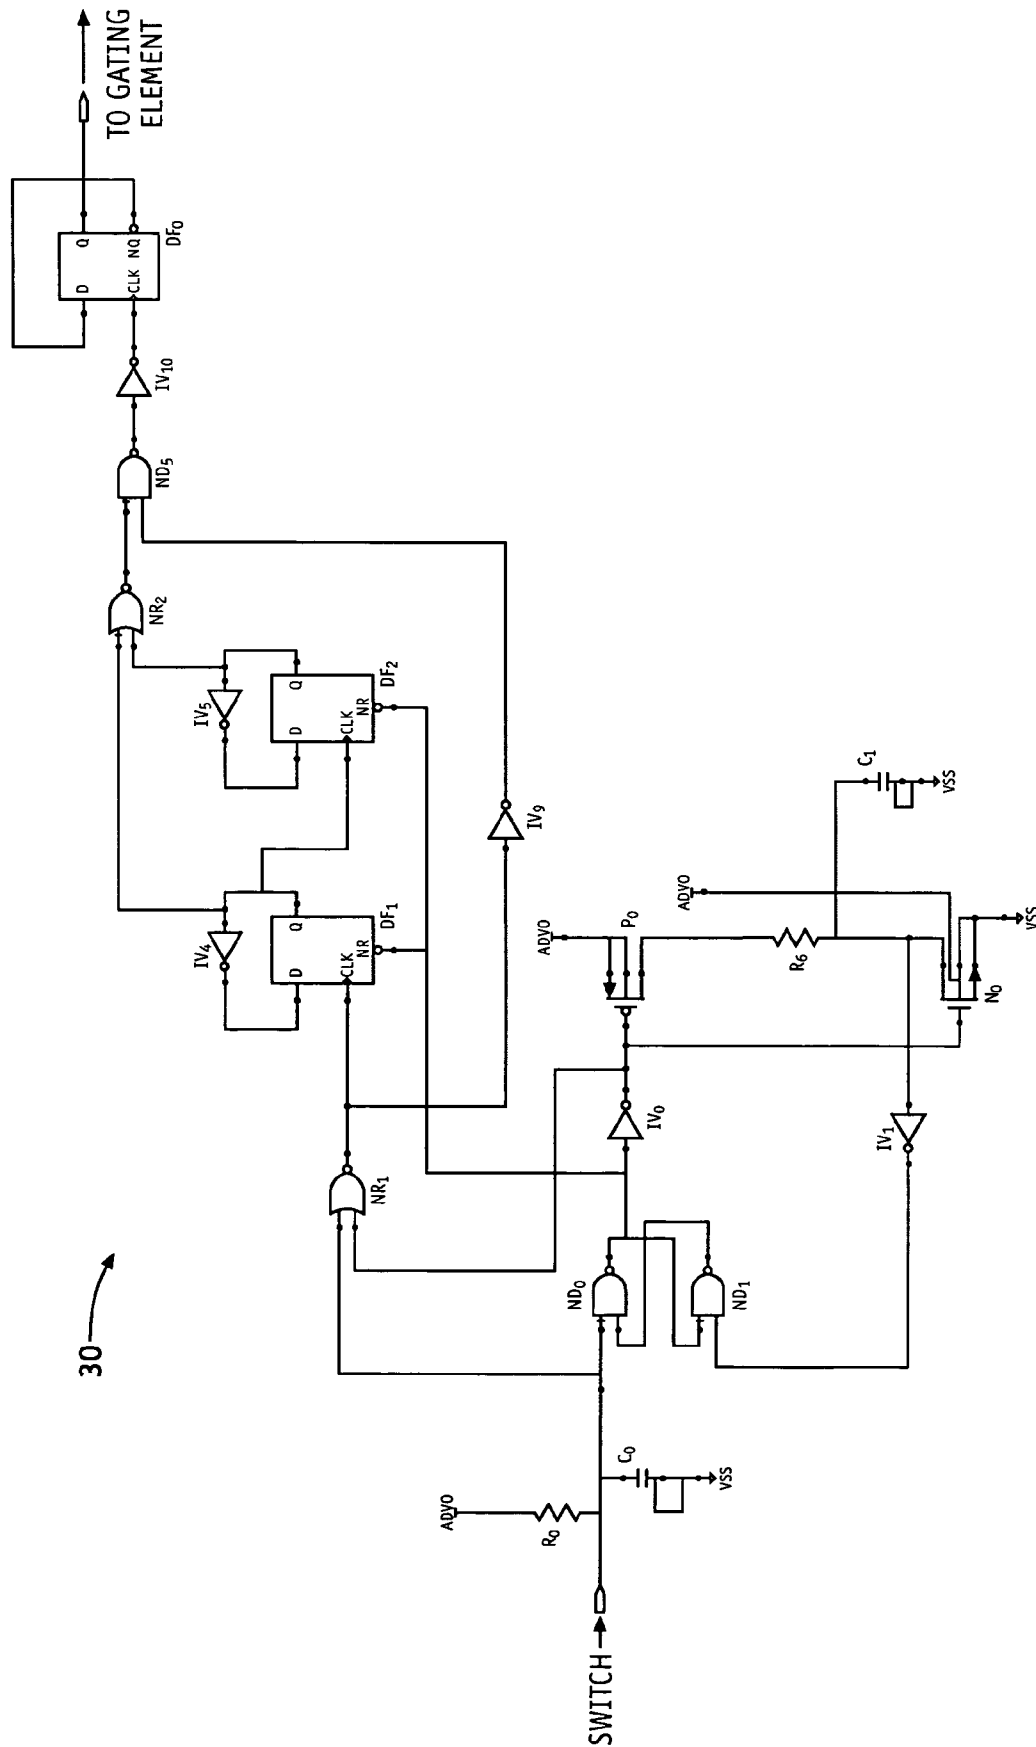 30
SWITCH
ADVO
R0
C0
VSS
ND0
ND1
NR1
IV0
IV1
ADVO
P0
R6
C1
VSS
ADVO
N0
VSS
IV4
D
Q
CLK
NR
DF1
IV5
D
Q
CLK
NR
DF2
IV9
NR2
ND5
IV10
D
Q
CLK
NQ
DF0
TO GATING
ELEMENT